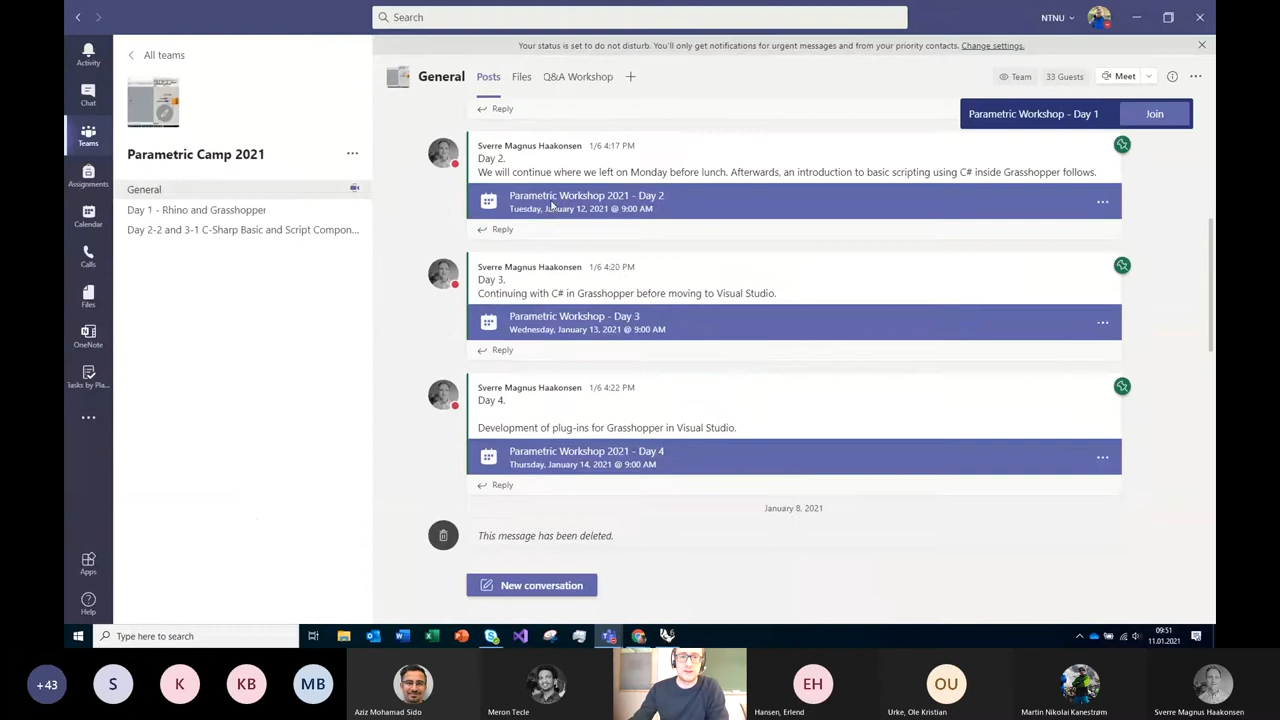 Search
NTNU
Your status is set to do not disturb. You'll only get notifications for urgent messages and from your priority contacts. Change settings.
Activity
Chat
Teams
Assignments
Calendar
Calls
Files
OneNote
Tasks by Pla...
Apps
Help
All teams
Parametric Camp 2021
General
Day 1 - Rhino and Grasshopper
Day 2-2 and 3-1 C-Sharp Basic and Script Compon...
General
Posts
Files
Q&A Workshop
Team
33 Guests
Meet
Reply
Parametric Workshop - Day 1
Join
Sverre Magnus Haakonsen 1/6 4:17 PM
Day 2.
We will continue where we left on Monday before lunch. Afterwards, an introduction to basic scripting using C# inside Grasshopper follows.
Parametric Workshop 2021 - Day 2
Tuesday, January 12, 2021 @ 9:00 AM
Reply
Sverre Magnus Haakonsen 1/6 4:20 PM
Day 3.
Continuing with C# in Grasshopper before moving to Visual Studio.
Parametric Workshop - Day 3
Wednesday, January 13, 2021 @ 9:00 AM
Reply
Sverre Magnus Haakonsen 1/6 4:22 PM
Day 4.
Development of plug-ins for Grasshopper in Visual Studio.
Parametric Workshop 2021 - Day 4
Thursday, January 14, 2021 @ 9:00 AM
Reply
January 8, 2021
This message has been deleted.
New conversation
Type here to search
09:51
11.01.2021
+43
S
K
KB
MB
EH
OU
Aziz Mohamad Sido
Meron Tecle
Hansen, Erlend
Urke, Ole Kristian
Martin Nikolai Kanestrøm
Sverre Magnus Haakonsen